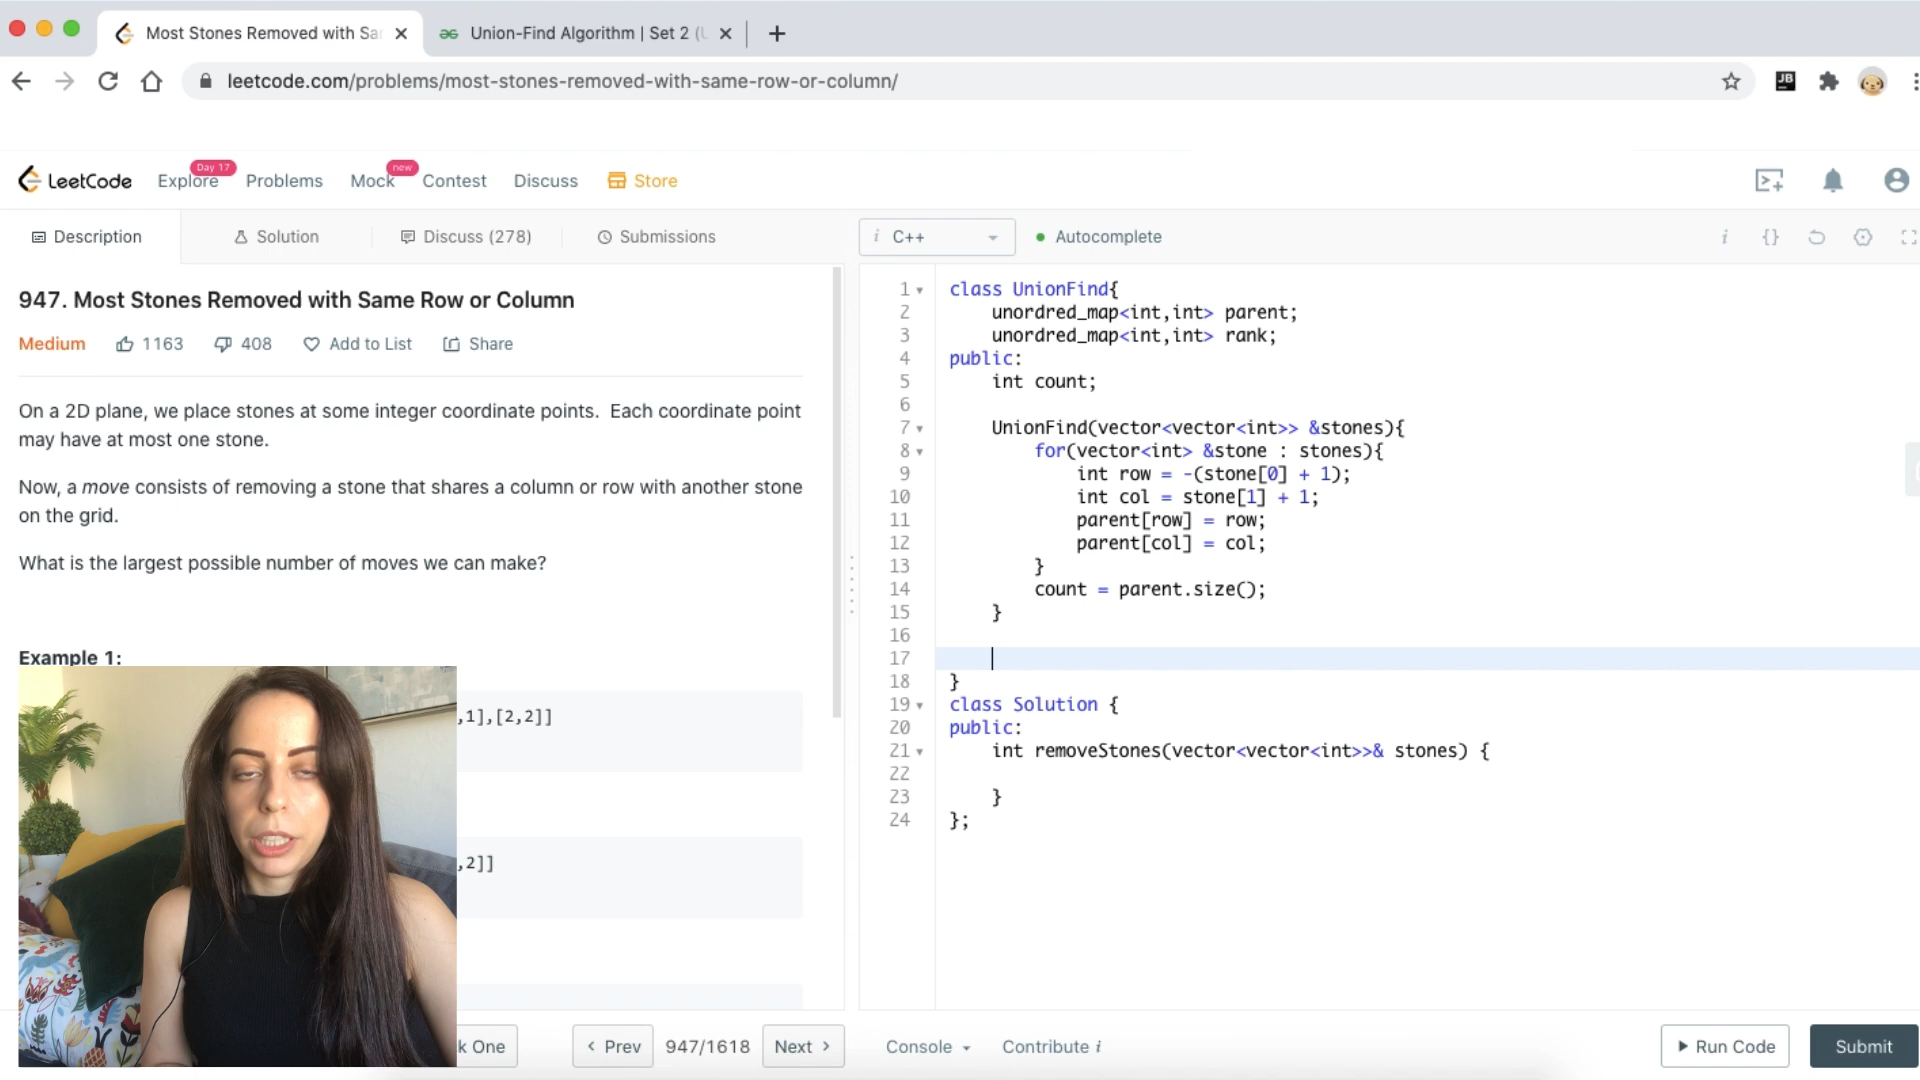 Most Stones Removed with Sa
Union-Find Algorithm | Set 2 (
leetcode.com/problems/most-stones-removed-with-same-row-or-column/
JB
LeetCode
Explore
Day 17
Problems
Mock
new
Contest
Discuss
Store
Description
Solution
Discuss (278)
Submissions
i C++
Autocomplete
i {}
947. Most Stones Removed with Same Row or Column
Medium
1163
408
Add to List
Share
On a 2D plane, we place stones at some integer coordinate points.  Each coordinate point
may have at most one stone.
Now, a move consists of removing a stone that shares a column or row with another stone
on the grid.
What is the largest possible number of moves we can make?
Example 1:
,1],[2,2]]
,2]]
1 class UnionFind{
2     unordred_map<int,int> parent;
3     unordred_map<int,int> rank;
4 public:
5     int count;
6
7     UnionFind(vector<vector<int>> &stones){
8         for(vector<int> &stone : stones){
9             int row = -(stone[0] + 1);
10             int col = stone[1] + 1;
11             parent[row] = row;
12             parent[col] = col;
13         }
14         count = parent.size();
15     }
16
17
18 }
19 class Solution {
20 public:
21     int removeStones(vector<vector<int>>& stones) {
22
23     }
24 };
k One
< Prev
947/1618
Next >
Console
Contribute i
Run Code
Submit